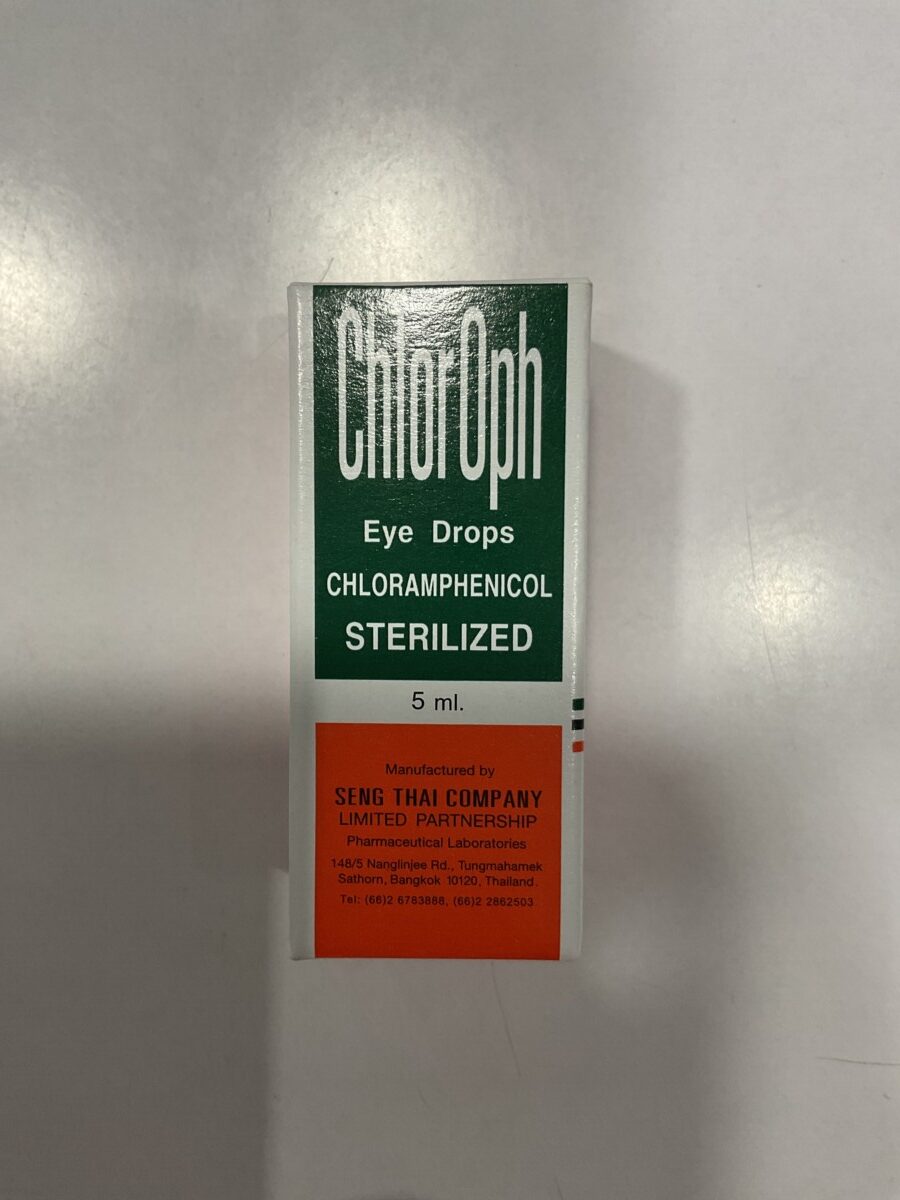 ChlorOph
Eye Drops
CHLORAMPHENICOL
STERILIZED
5 ml.
Manufactured by
SENG THAI COMPANY
LIMITED PARTNERSHIP
Pharmaceutical Laboratories
148/5 Nanglinjee Rd., Tungmahamek
Sathorn, Bangkok 10120, Thailand.
Tel: (66)2 6783888, (66)2 2862503